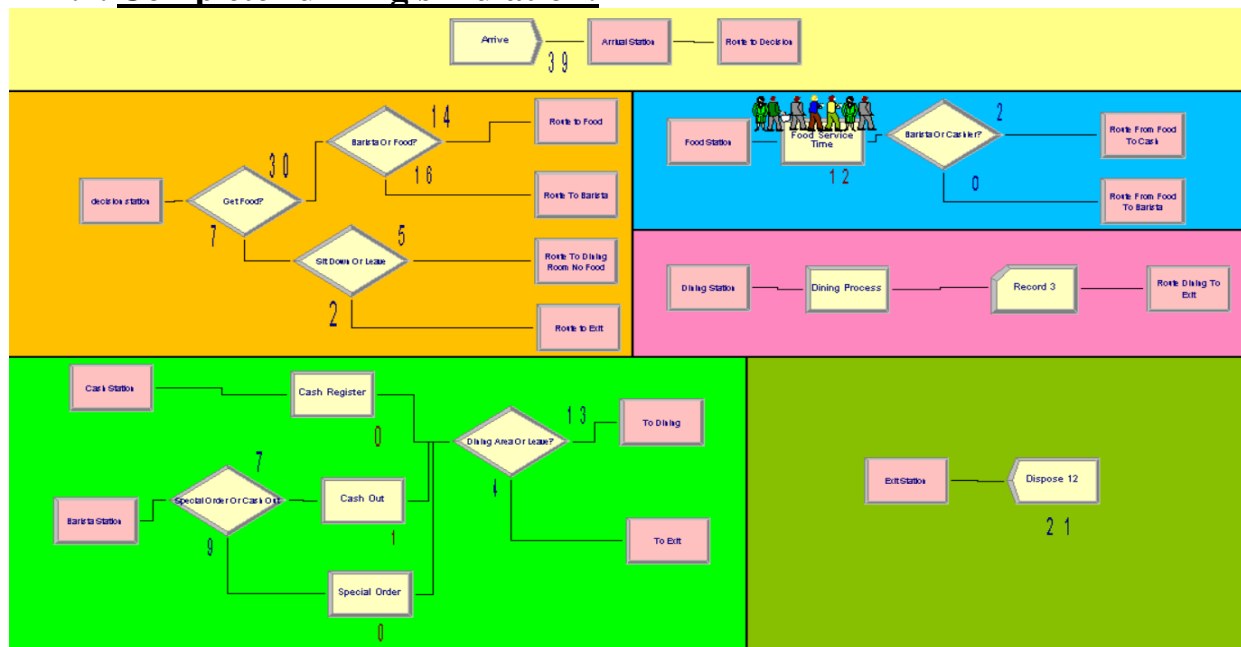 Arrive
39
Arrival Station
Route to Decision
decision station
Get Food?
30
7
Barista Or Food?
14
16
Route to Food
Route To Barista
Sit Down Or Leave
5
2
Route To Dining
Room No Food
Route to Exit
Food Station
Food Service
Time
12
Barista Or Cashier?
2
0
Route From Food
To Cash
Route From Food
To Barista
Dining Station
Dining Process
Record 3
Route Dining To
Exit
Cash Station
Cash Register
0
Barista Station
Special Order Or Cash Out
7
9
Cash Out
1
Special Order
0
Dining Area Or Leave?
13
4
To Dining
To Exit
Exit Station
Dispose 12
21